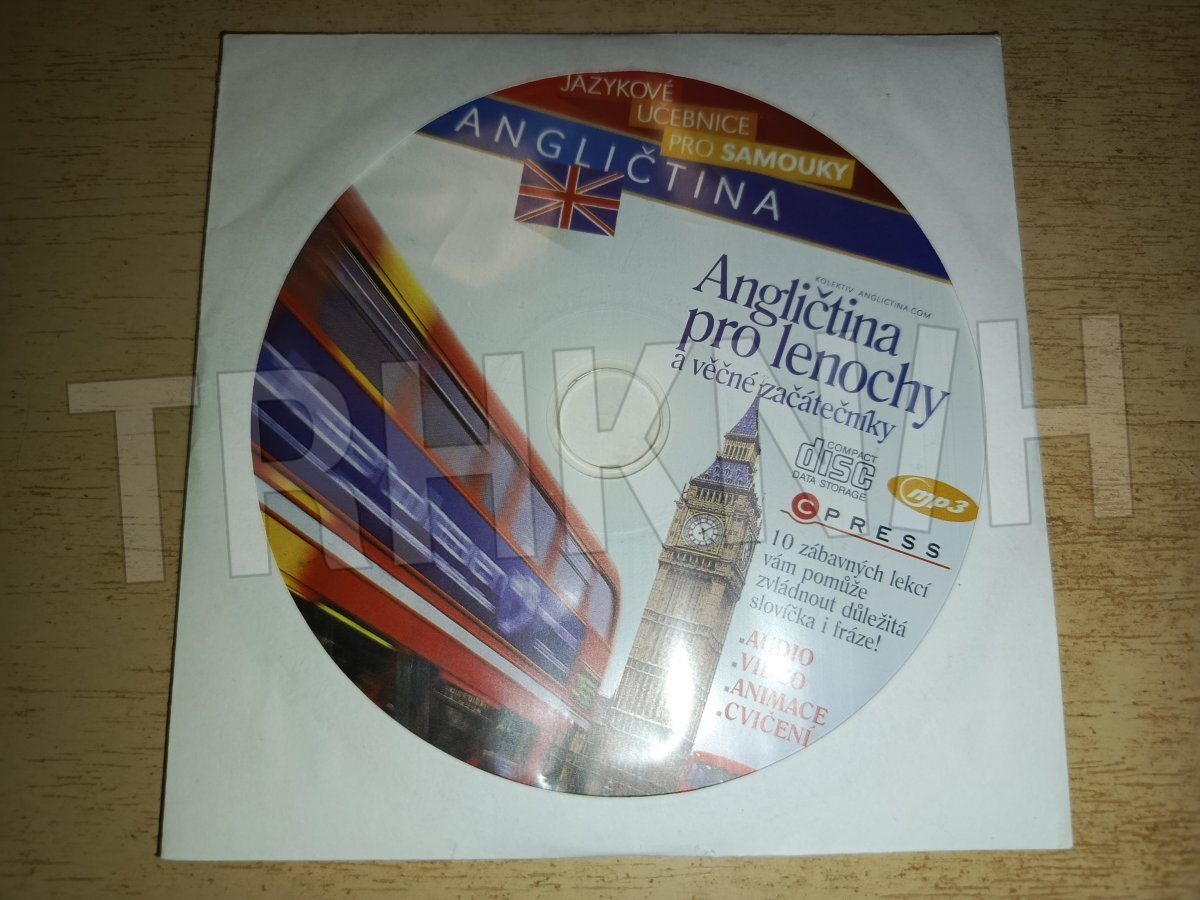 JAZYKOVÉ
UČEBNICE
PRO SAMOUKY
ANGLIČTINA
KOLEKTIV ANGLICTINA.COM
Angličtina
pro lenochy
a věčné začátečníky
COMPACT
disc
DATA STORAGE
mp3
CPRESS
10 zábavných lekcí
vám pomůže
zvládnout důležitá
slovíčka i fráze!
.AUDIO
.VIDEO
.ANIMACE
.CVIČENÍ
TRHKNIH